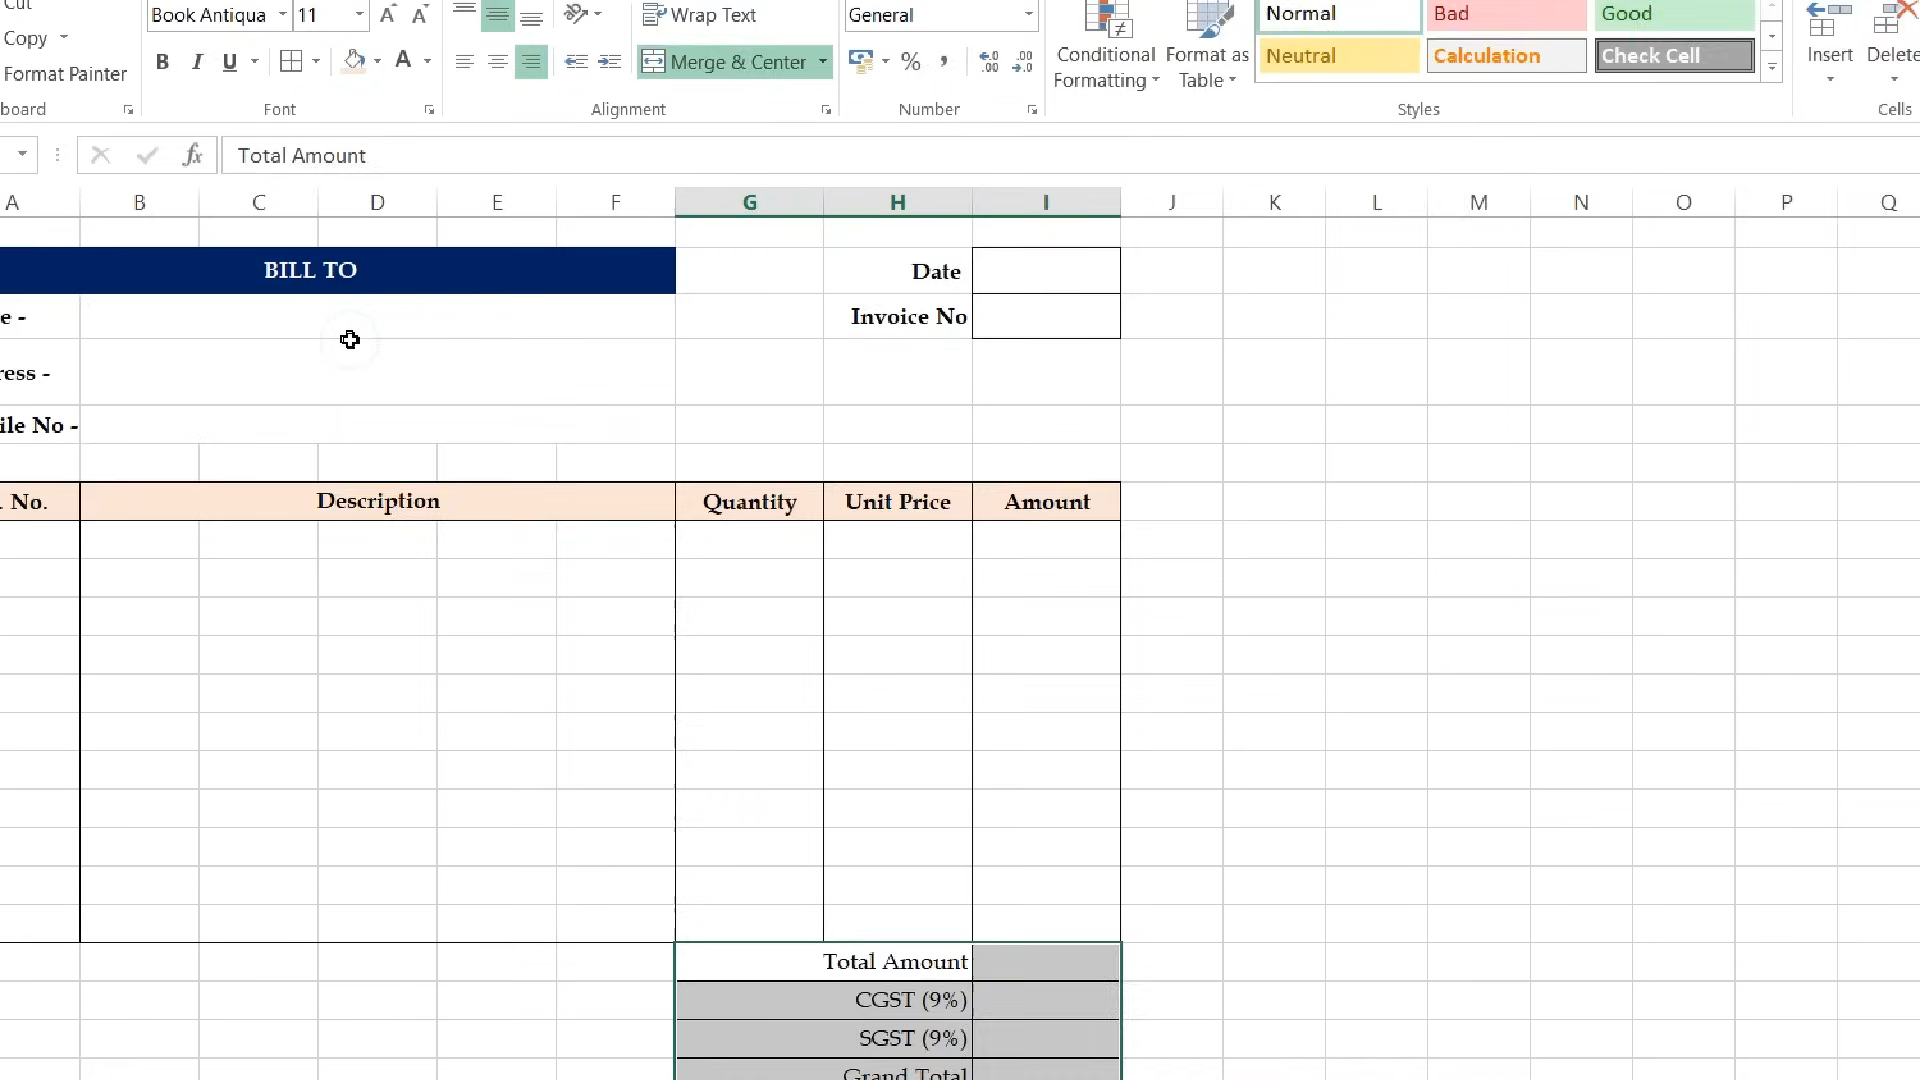 Cut
Book Antiqua 11 Wrap Text General Normal Bad Good
Copy
Format Painter B I U A Merge & Center % , .00 .00 Conditional Formatting Format as Table Neutral Calculation Check Cell Insert Delete
board Font Alignment Number Styles Cells
fx Total Amount
A B C D E F G H I J K L M N O P Q
BILL TO Date
e - Invoice No
ress -
ile No -
. No. Description Quantity Unit Price Amount
Total Amount
CGST (9%)
SGST (9%)
Grand Total